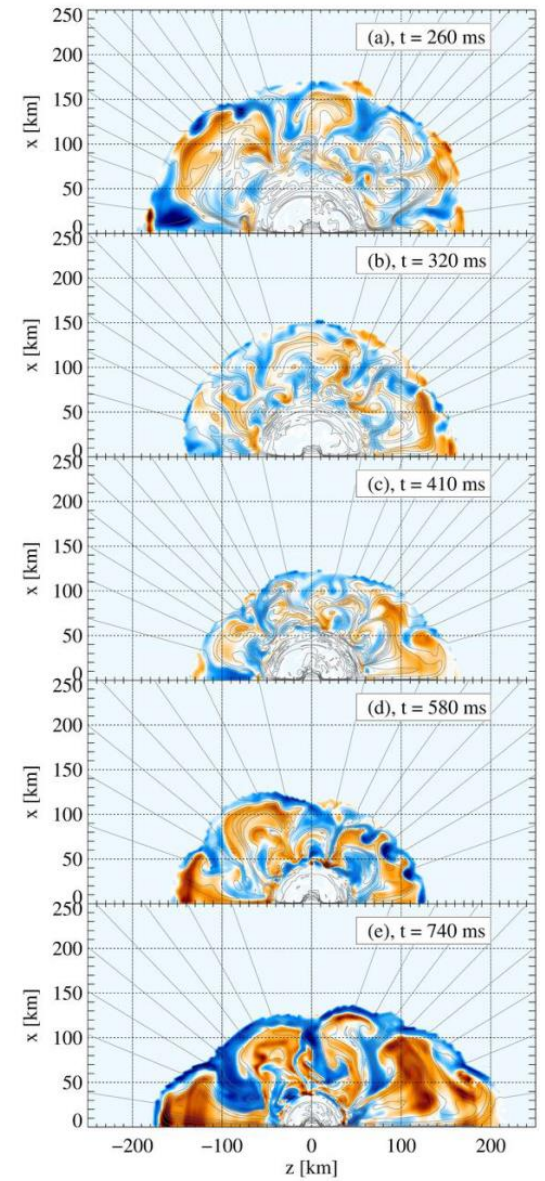 250
(a), t = 260 ms
200
150
x [km]
100
50
0
250
(b), t = 320 ms
200
150
x [km]
100
50
0
250
(c), t = 410 ms
200
150
x [km]
100
50
0
250
(d), t = 580 ms
200
150
x [km]
100
50
0
250
(e), t = 740 ms
200
150
x [km]
100
50
0
−200 −100 0 100 200
z [km]